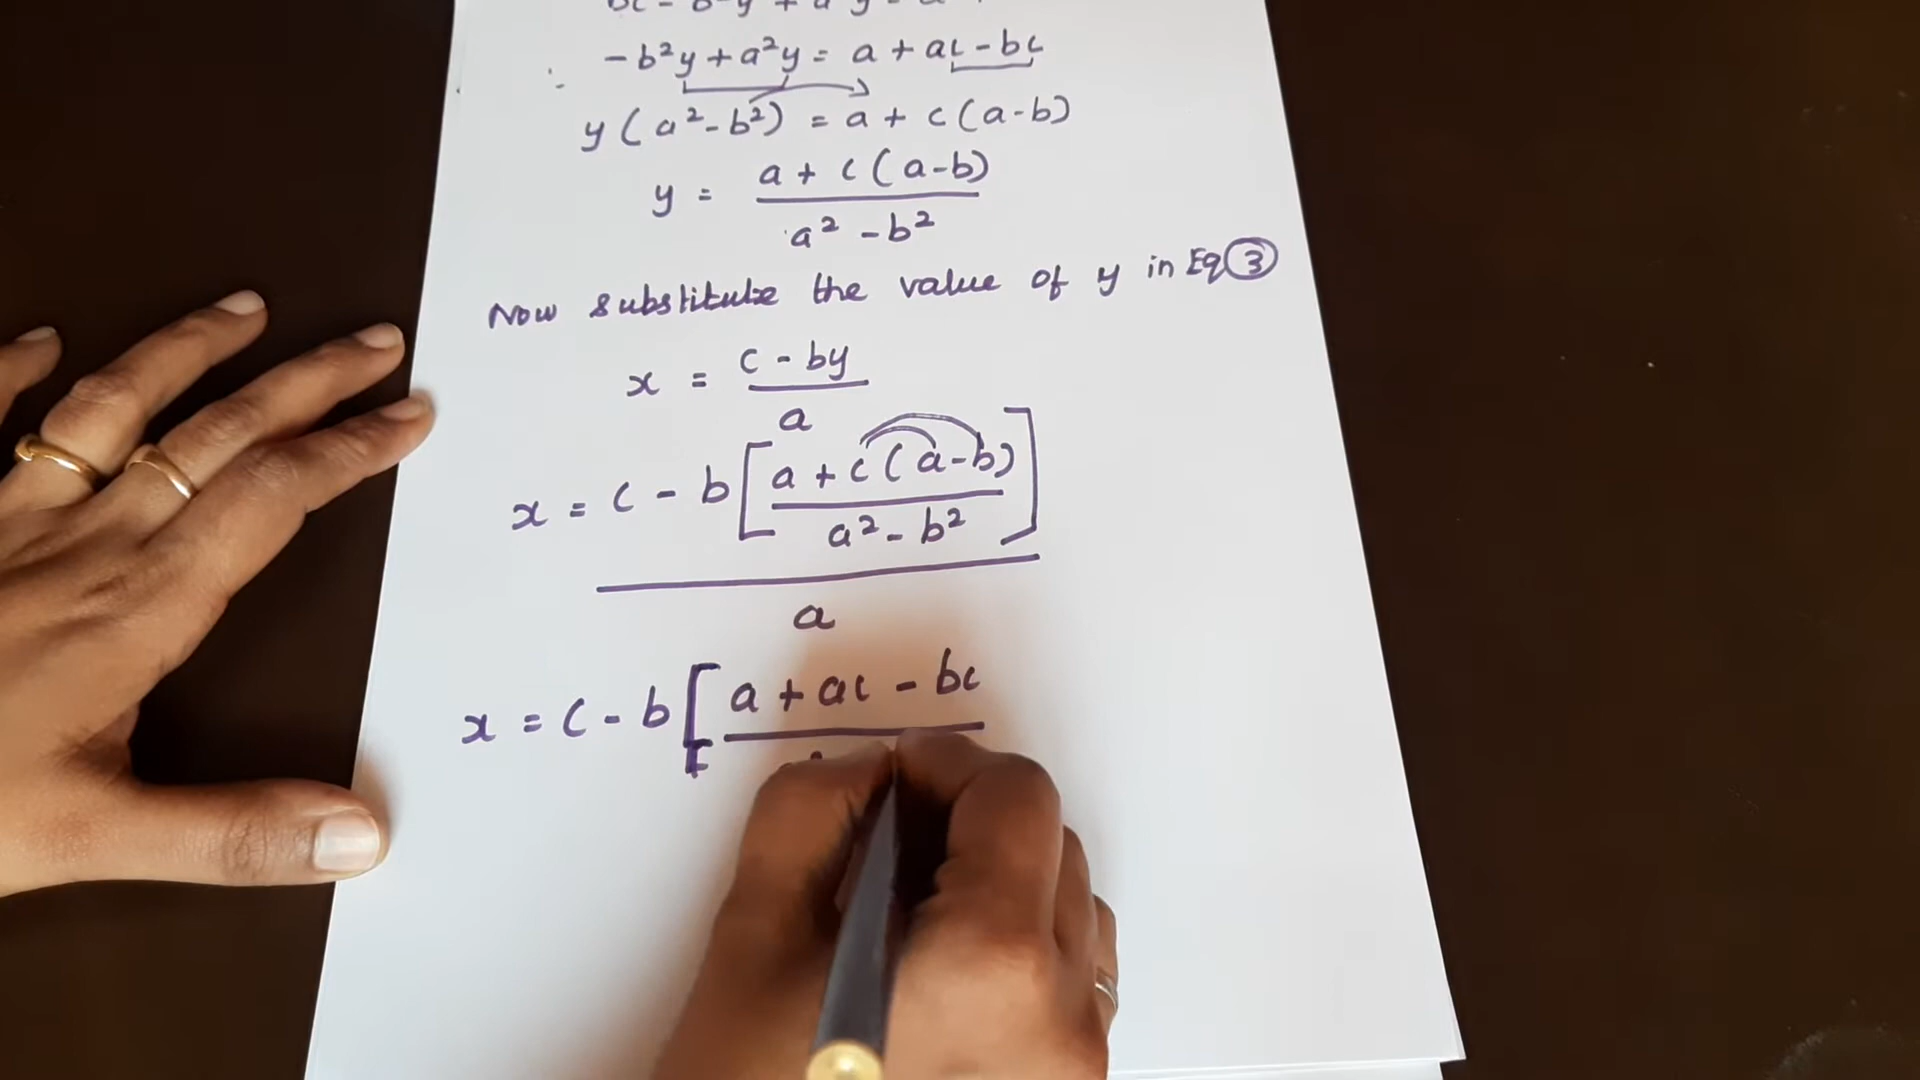 -b²y + a²y = a + ac - bc
y (a² - b²) = a + c (a - b)
y = a + c (a - b)
a² - b²
Now substitute the value of y in Eq ③
x = c - by
a
x = c - b [ a + c (a - b) ]
a² - b²
a
x = c - b [ a + ac - bc